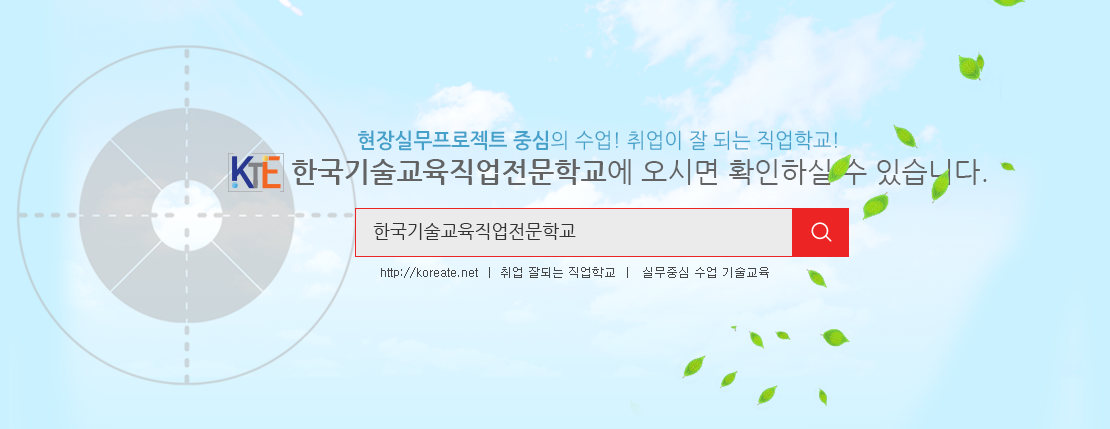 현장실무프로젝트 중심의 수업! 취업이 잘 되는 직업학교!
KTE 한국기술교육직업전문학교에 오시면 확인하실 수 있습니다.
한국기술교육직업전문학교
http://koreate.net | 취업 잘되는 직업학교 | 실무중심 수업 기술교육